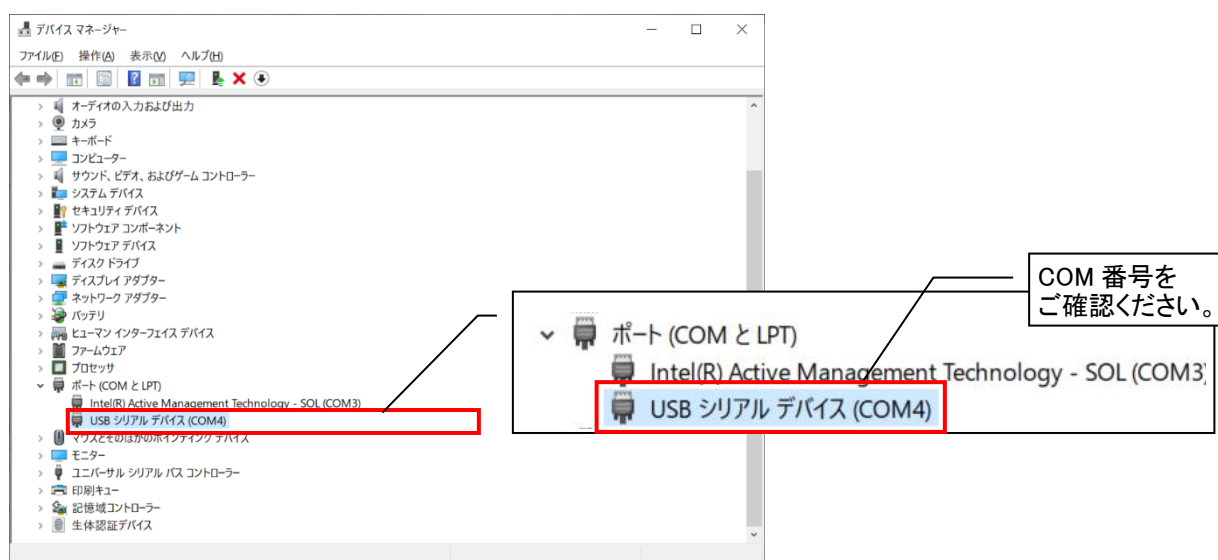 デバイス マネージャー
ファイル(F) 操作(A) 表示(V) ヘルプ(H)
オーディオの入力および出力
カメラ
キーボード
コンピューター
サウンド、ビデオ、およびゲーム コントローラー
システム デバイス
セキュリティ デバイス
ソフトウェア コンポーネント
ソフトウェア デバイス
ディスク ドライブ
ディスプレイ アダプター
ネットワーク アダプター
バッテリ
ヒューマン インターフェイス デバイス
ファームウェア
プロセッサ
ポート (COM と LPT)
Intel(R) Active Management Technology - SOL (COM3)
USB シリアル デバイス (COM4)
マウスとそのほかのポインティング デバイス
モニター
ユニバーサル シリアル バス コントローラー
印刷キュー
記憶域コントローラー
生体認証デバイス
COM 番号を
ご確認ください。
ポート (COM と LPT)
Intel(R) Active Management Technology - SOL (COM3)
USB シリアル デバイス (COM4)